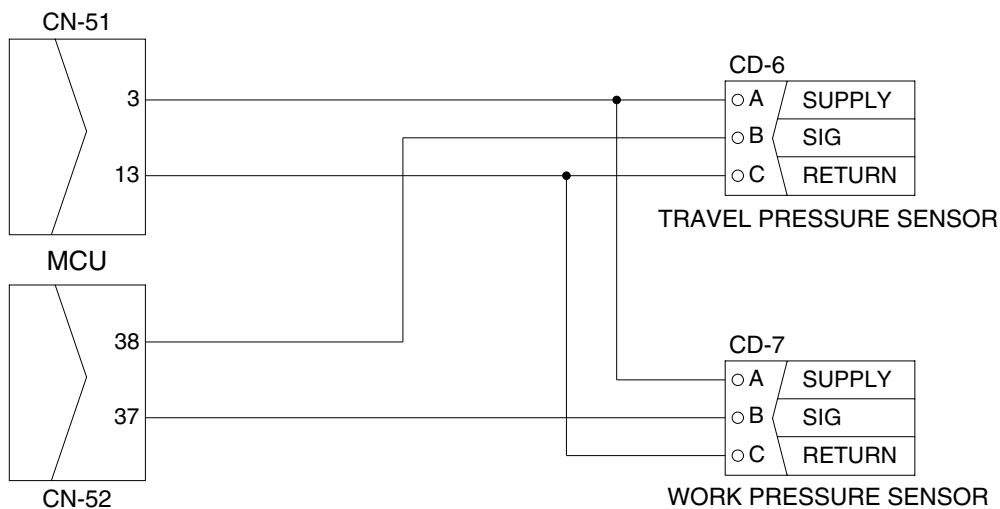 CN-51
3
13
MCU
38
37
CN-52
CD-6
A SUPPLY
B SIG
C RETURN
TRAVEL PRESSURE SENSOR
CD-7
A SUPPLY
B SIG
C RETURN
WORK PRESSURE SENSOR